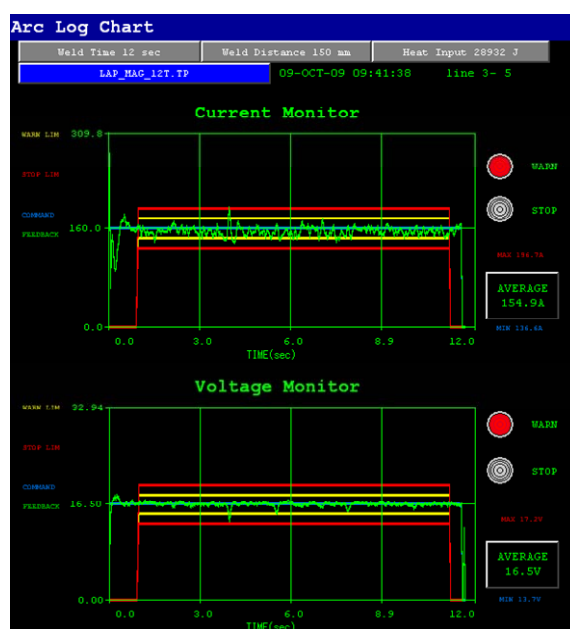 Arc Log Chart
Weld Time 12 sec Weld Distance 150 mm Heat Input 28932 J
LAP_MAG_12T.TP 09-OCT-09 09:41:38 line 3- 5
Current Monitor
WARN LIM 309.8
STOP LIM
WARN
COMMAND
STOP
FEEDBACK 160.0
MAX 196.7A
AVERAGE
154.9A
0.0 MIN 136.6A
0.0 3.0 6.0 8.9 12.0
TIME(sec)
Voltage Monitor
WARN LIM 32.94
WARN
STOP LIM
STOP
COMMAND
FEEDBACK 16.50
MAX 17.2V
AVERAGE
16.5V
0.00 MIN 13.7V
0.0 3.0 6.0 8.9 12.0
TIME(sec)